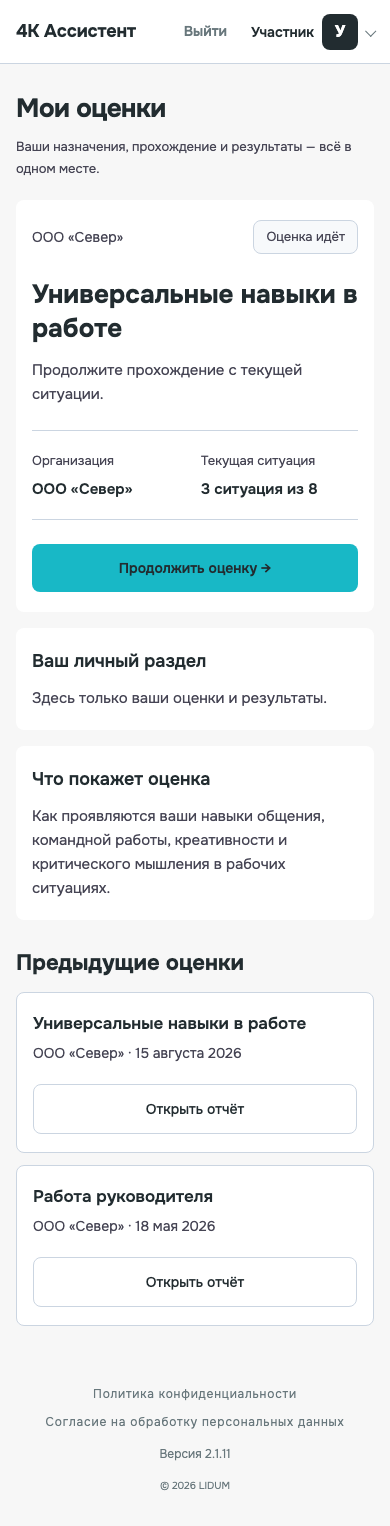 4К Ассистент
Выйти
Участник
У
Мои оценки
Ваши назначения, прохождение и результаты — всё в
одном месте.
ООО «Север»
Оценка идёт
Универсальные навыки в
работе
Продолжите прохождение с текущей
ситуации.
Организация
ООО «Север»
Текущая ситуация
3 ситуация из 8
Продолжить оценку →
Ваш личный раздел
Здесь только ваши оценки и результаты.
Что покажет оценка
Как проявляются ваши навыки общения,
командной работы, креативности и
критического мышления в рабочих
ситуациях.
Предыдущие оценки
Универсальные навыки в работе
ООО «Север» · 15 августа 2026
Открыть отчёт
Работа руководителя
ООО «Север» · 18 мая 2026
Открыть отчёт
Политика конфиденциальности
Согласие на обработку персональных данных
Версия 2.1.11
© 2026 LIDUM